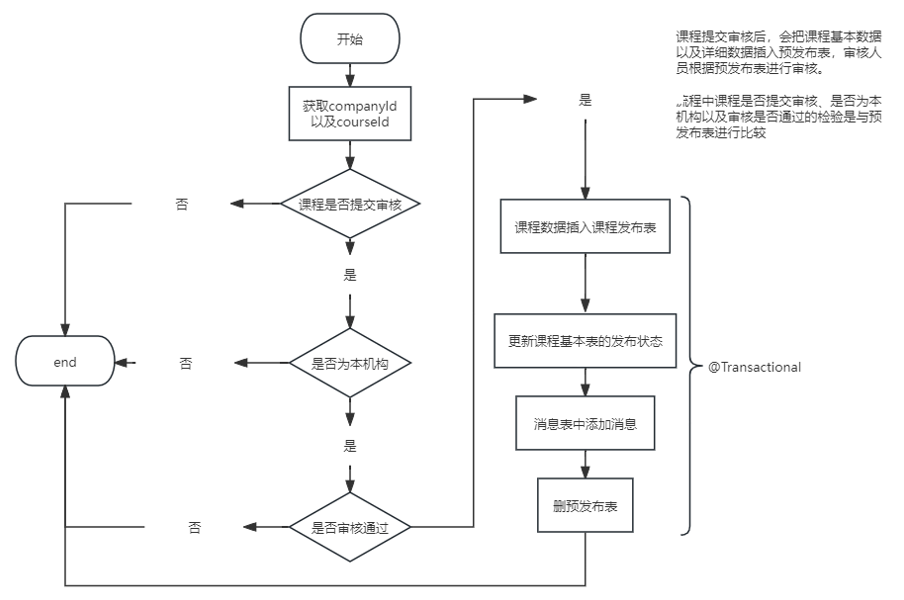 开始
获取companyId
以及courseId
课程是否提交审核
否
是
是否为本机构
否
end
是
是否审核通过
否
是
课程数据插入课程发布表
更新课程基本表的发布状态
消息表中添加消息
删预发布表
@Transactional
课程提交审核后，会把课程基本数据
以及详细数据插入预发布表，审核人
员根据预发布表进行审核。
程中课程是否提交审核、是否为本
机构以及审核是否通过的检验是与预
发布表进行比较